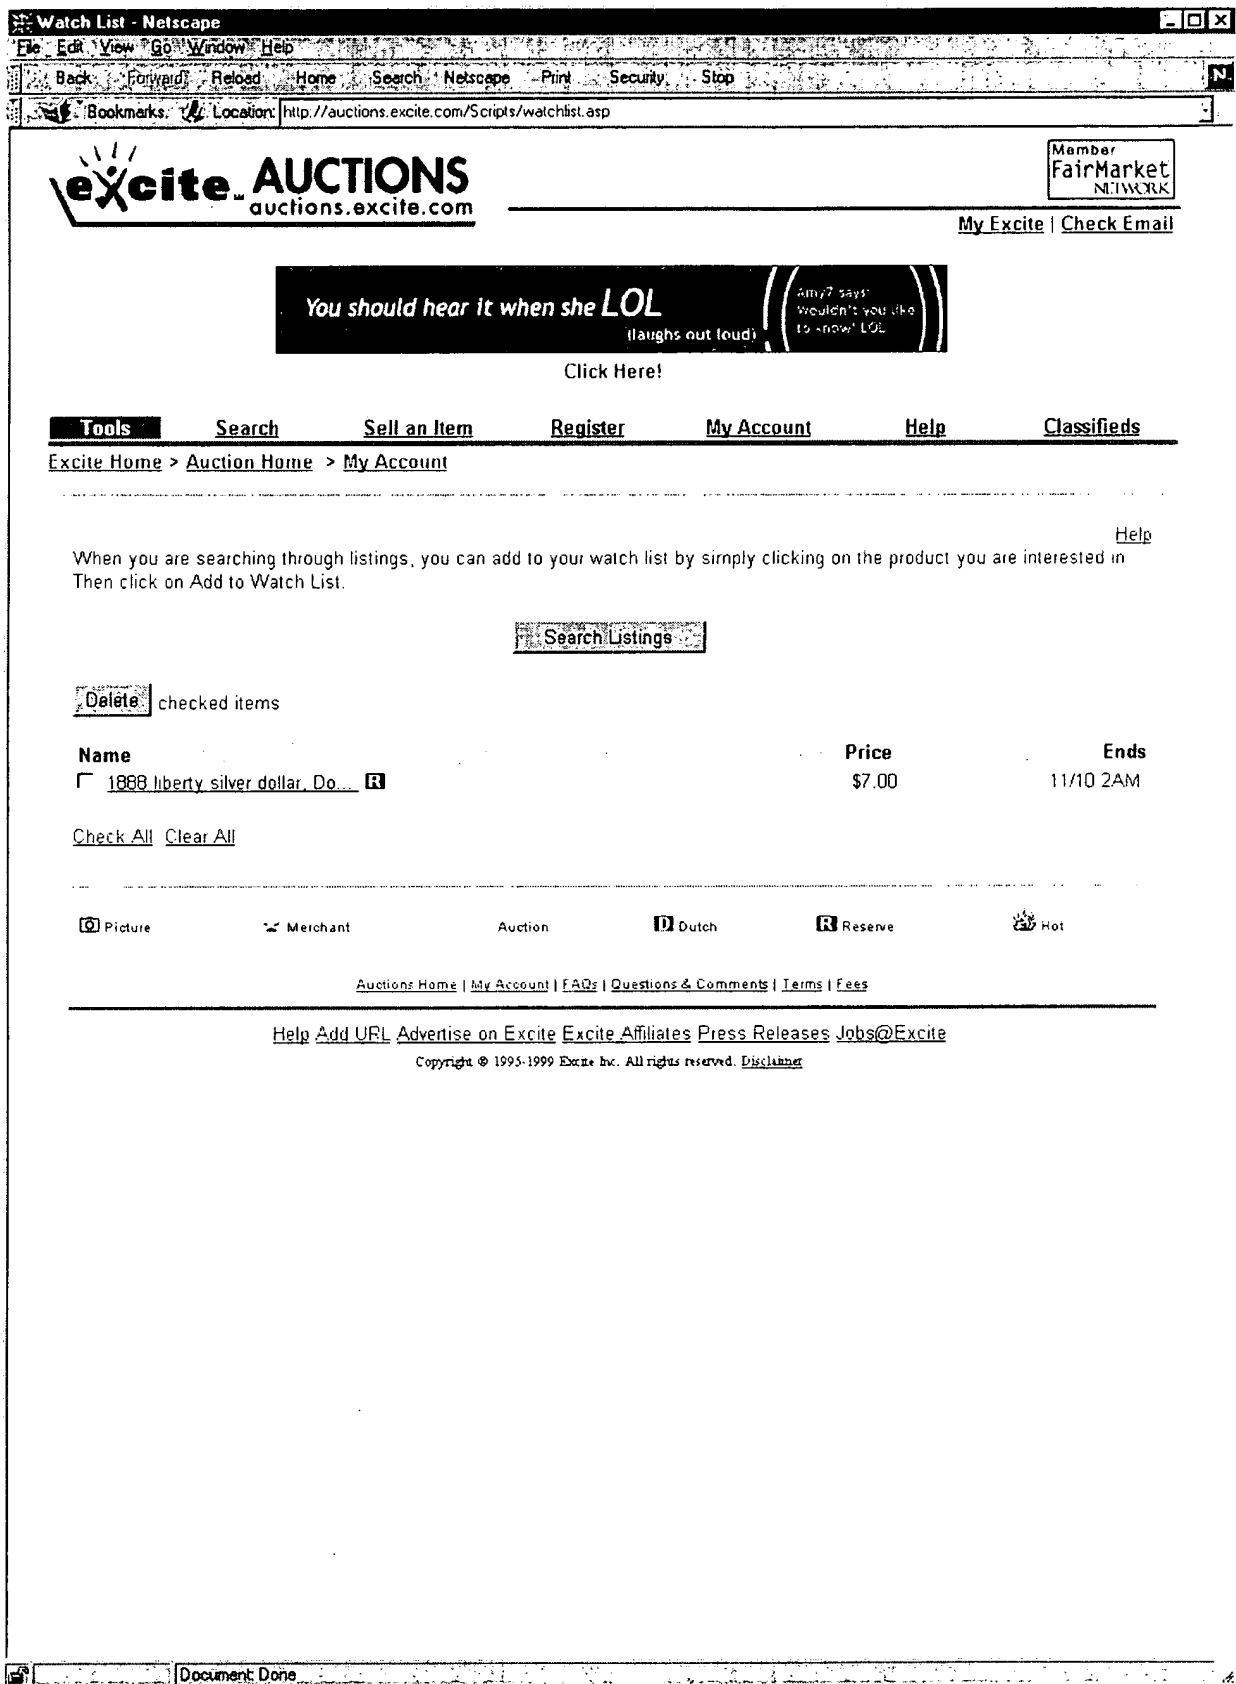 Watch List - Netscape
File Edit View Go Window Help
Back Forward Reload Home Search Netscape Print Security Stop N
Bookmarks Location: http://auctions.excite.com/Scripts/watchlist.asp
excite AUCTIONS
auctions.excite.com
Member
FairMarket
NETWORK
My Excite | Check Email
You should hear it when she LOL
(laughs out loud)
Amy7 says:
Wouldn't you like
to know! LOL
Click Here!
Tools Search Sell an Item Register My Account Help Classifieds
Excite Home > Auction Home > My Account
Help
When you are searching through listings, you can add to your watch list by simply clicking on the product you are interested in
Then click on Add to Watch List.
Search Listings
Delete checked items
Name Price Ends
1888 liberty silver dollar, Do... R $7.00 11/10 2AM
Check All Clear All
Picture Merchant Auction D Dutch R Reserve Hot
Auctions Home | My Account | FAQs | Questions & Comments | Terms | Fees
Help Add URL Advertise on Excite Excite Affiliates Press Releases Jobs@Excite
Copyright © 1995-1999 Excite Inc. All rights reserved. Disclaimer
Document: Done